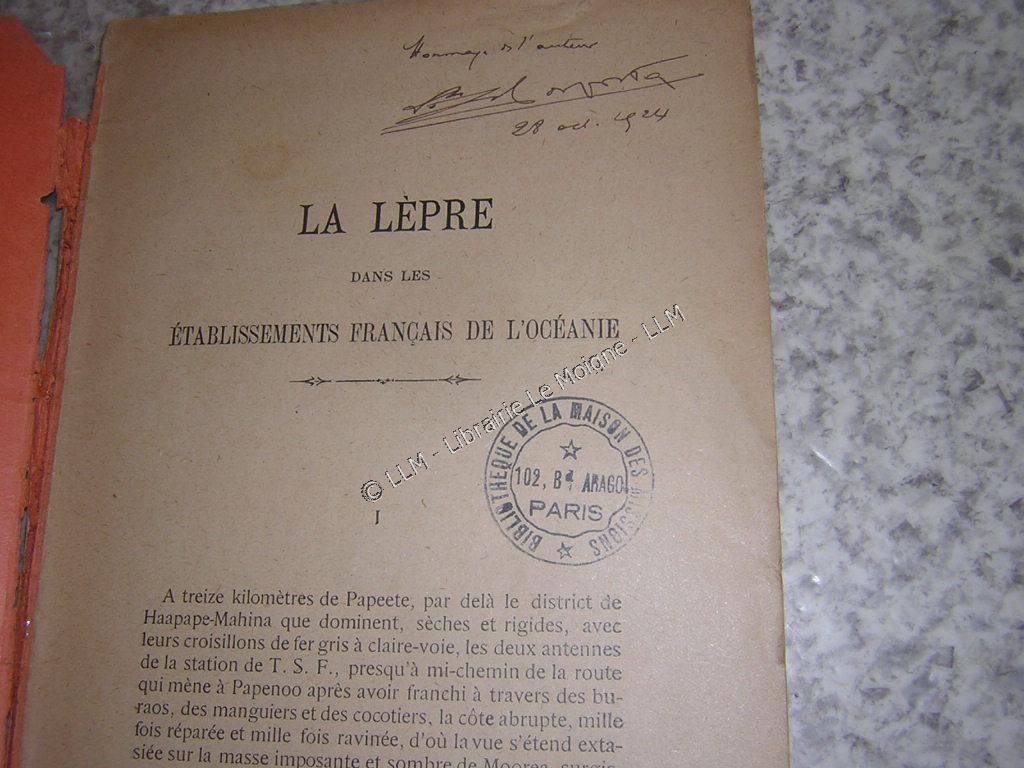 Hommage de l'auteur
28 oct. 1924
LA LÈPRE
DANS LES
ÉTABLISSEMENTS FRANÇAIS DE L'OCÉANIE
© LLM - Librairie Le Moigne - LLM
BIBLIOTHEQUE DE LA MAISON DES MISSIONS
102, Bd ARAGO
PARIS
I
A treize kilomètres de Papeete, par delà le district de
Haapape-Mahina que dominent, sèches et rigides, avec
leurs croisillons de fer gris à claire-voie, les deux antennes
de la station de T. S. F., presqu'à mi-chemin de la route
qui mène à Papenoo après avoir franchi à travers des bu-
raos, des manguiers et des cocotiers, la côte abrupte, mille
fois réparée et mille fois ravinée, d'où la vue s'étend exta-
siée sur la masse imposante et sombre de Moorea, surgis-